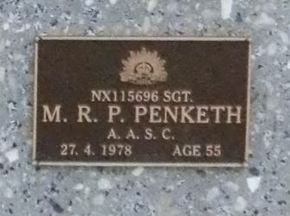 NX115696 SGT.
M. R. P. PENKETH
A. A. S. C.
27. 4. 1978 AGE 55